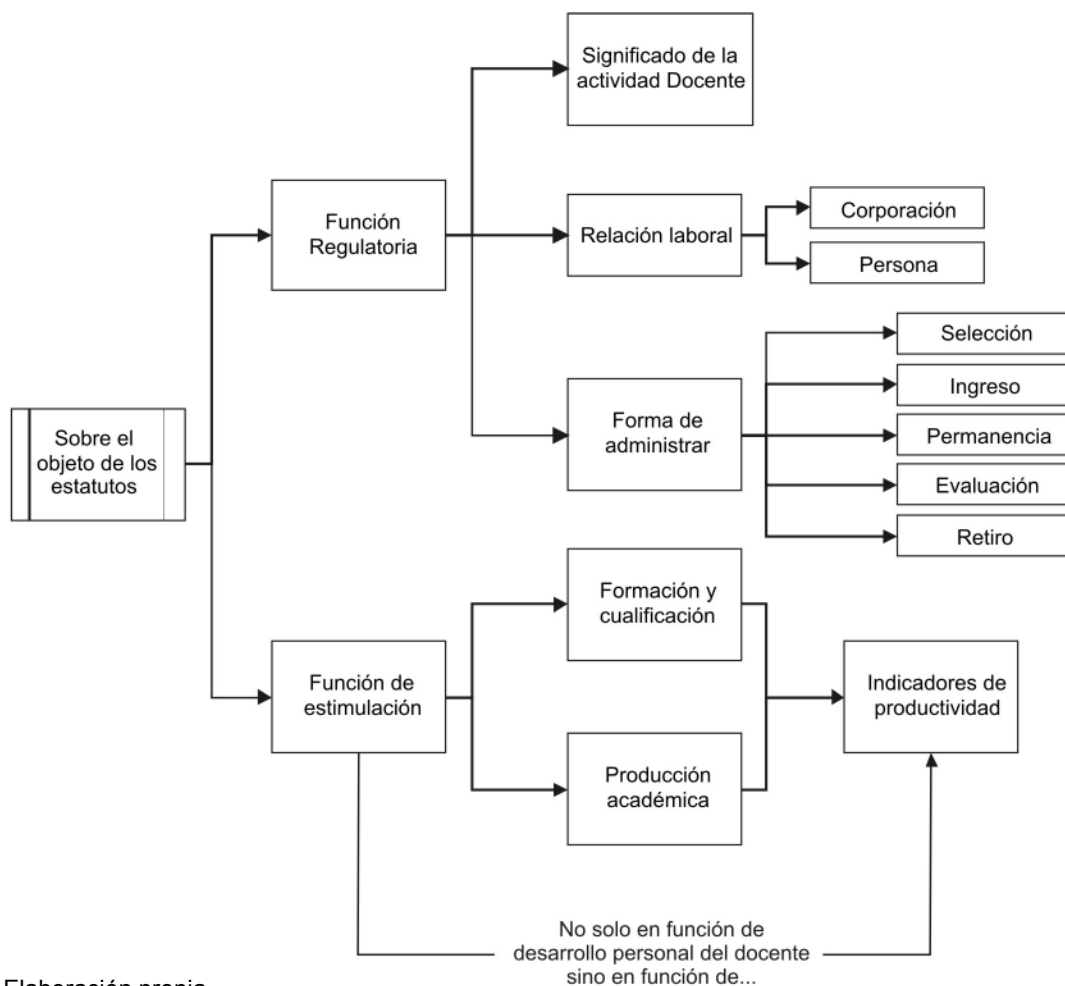 Significado de la
actividad Docente
Función
Regulatoria
Relación laboral
Corporación
Persona
Selección
Ingreso
Forma de
administrar
Permanencia
Evaluación
Retiro
Sobre el
objeto de los
estatutos
Formación y
cualificación
Función de
estimulación
Indicadores de
productividad
Producción
académica
No solo en función de
desarrollo personal del docente
sino en función de...
Elaboración propia